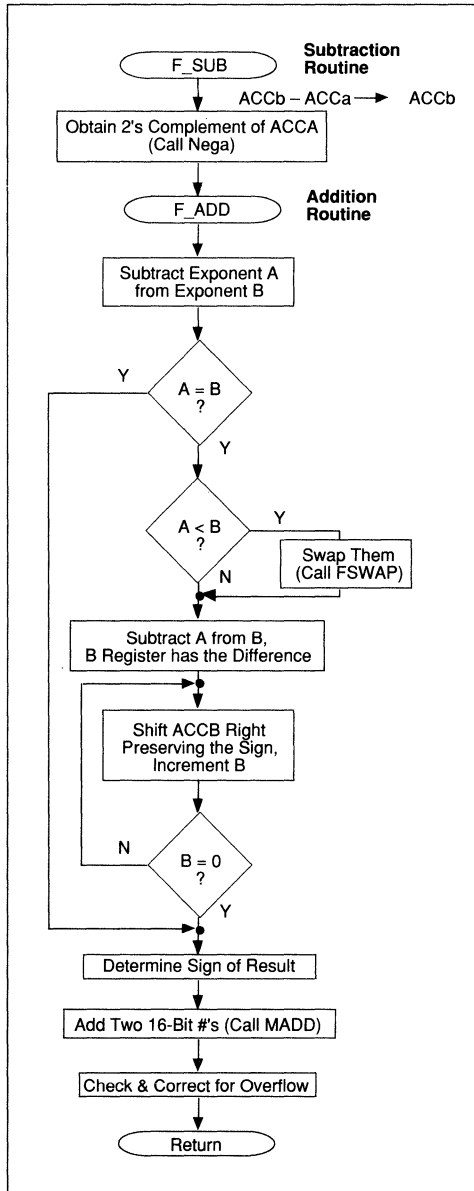 F_SUB
Subtraction
Routine
ACCb – ACCa → ACCb
Obtain 2's Complement of ACCA
(Call Nega)
F_ADD
Addition
Routine
Subtract Exponent A
from Exponent B
Y
A = B
?
Y
A < B
?
Y
Swap Them
(Call FSWAP)
N
Subtract A from B,
B Register has the Difference
Shift ACCB Right
Preserving the Sign,
Increment B
N
B = 0
?
Y
Determine Sign of Result
Add Two 16-Bit #'s (Call MADD)
Check & Correct for Overflow
Return